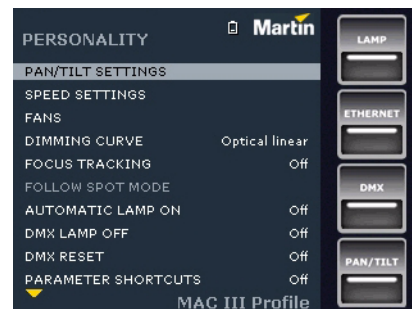 PERSONALITY
Martin
PAN/TILT SETTINGS
SPEED SETTINGS
FANS
DIMMING CURVE Optical linear
FOCUS TRACKING Off
FOLLOW SPOT MODE
AUTOMATIC LAMP ON Off
DMX LAMP OFF Off
DMX RESET Off
PARAMETER SHORTCUTS Off
MAC III Profile
LAMP
ETHERNET
DMX
PAN/TILT